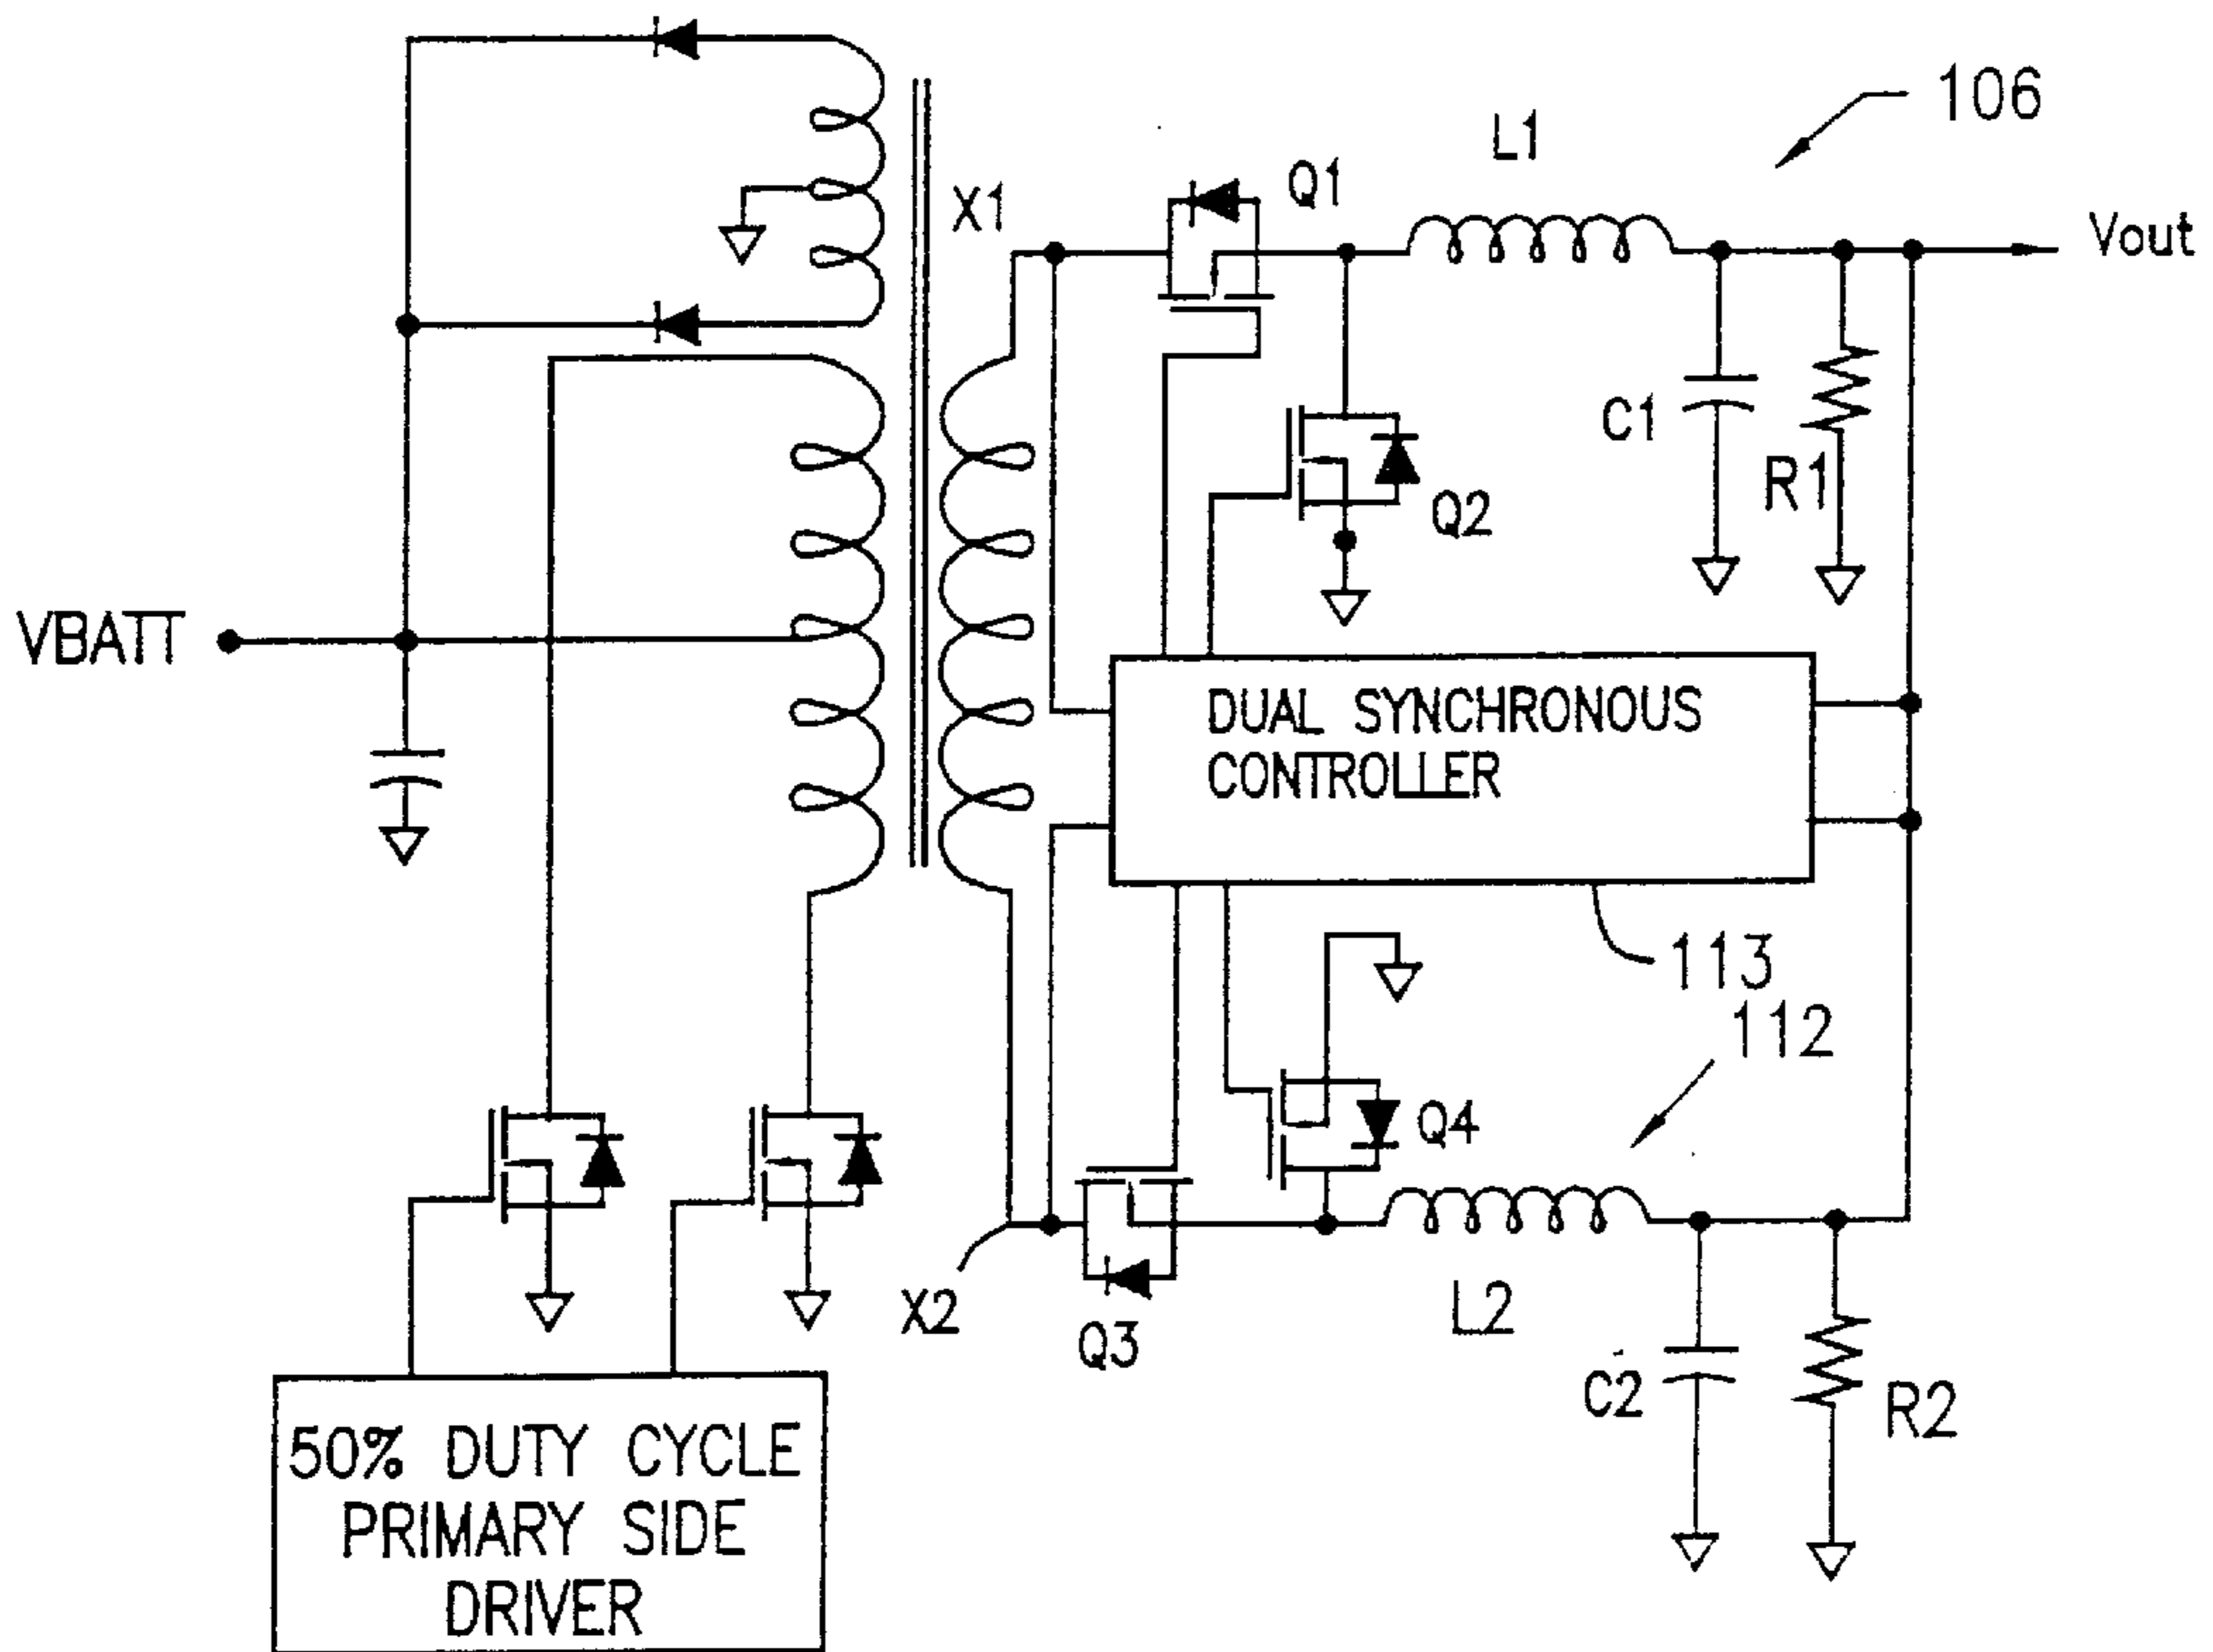 106
L1
Q1
X1
Vout
C1
R1
Q2
VBATT
DUAL SYNCHRONOUS
CONTROLLER
113
112
Q4
X2
Q3
L2
C2
R2
50% DUTY CYCLE
PRIMARY SIDE
DRIVER